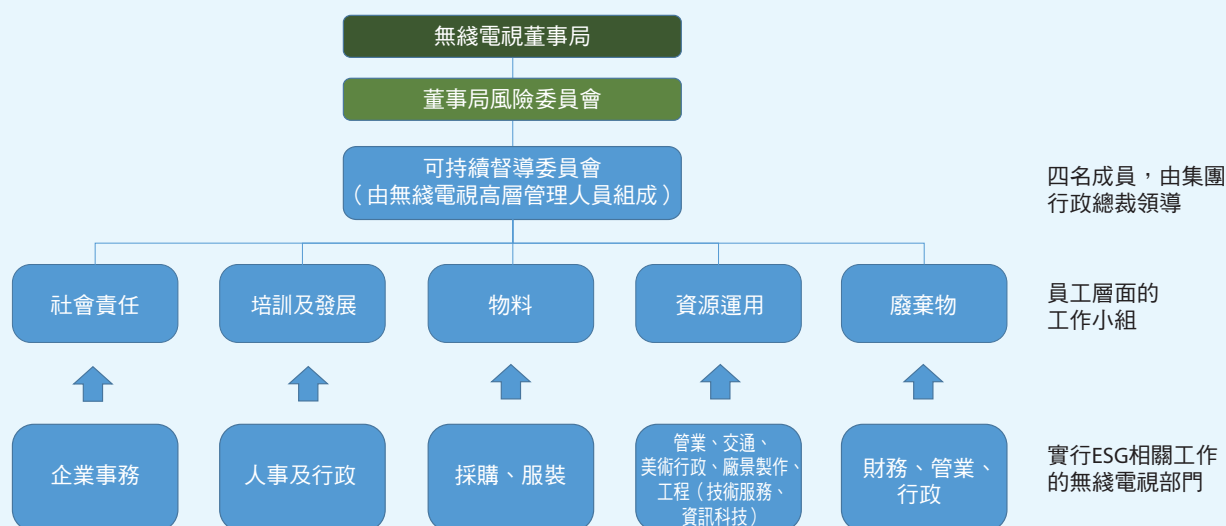 無綫電視董事局
董事局風險委員會
可持續督導委員會
（由無綫電視高層管理人員組成）
四名成員，由集團
行政總裁領導
社會責任
培訓及發展
物料
資源運用
廢棄物
員工層面的
工作小組
企業事務
人事及行政
採購、服裝
管業、交通、
美術行政、廠景製作、
工程（技術服務、
資訊科技）
財務、管業、
行政
實行ESG相關工作
的無綫電視部門